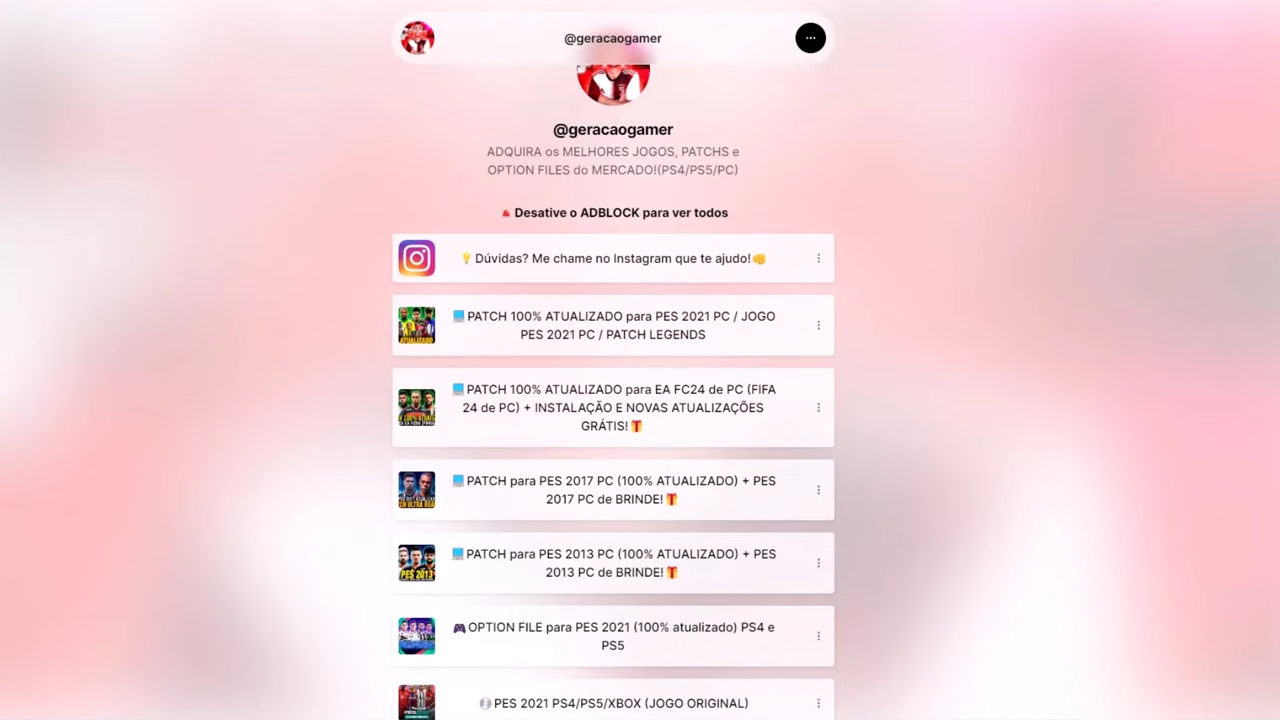 @geracaogamer
@geracaogamer
ADQUIRA os MELHORES JOGOS, PATCHS e
OPTION FILES do MERCADO!(PS4/PS5/PC)
Desative o ADBLOCK para ver todos
Dúvidas? Me chame no Instagram que te ajudo!
PATCH 100% ATUALIZADO para PES 2021 PC / JOGO
PES 2021 PC / PATCH LEGENDS
ATUALIZADO
PATCH 100% ATUALIZADO para EA FC24 de PC (FIFA
24 de PC) + INSTALAÇÃO E NOVAS ATUALIZAÇÕES
GRÁTIS!
PATCH para PES 2017 PC (100% ATUALIZADO) + PES
2017 PC de BRINDE!
PATCH para PES 2013 PC (100% ATUALIZADO) + PES
2013 PC de BRINDE!
PES 2013
OPTION FILE para PES 2021 (100% atualizado) PS4 e
PS5
PES 2021 PS4/PS5/XBOX (JOGO ORIGINAL)